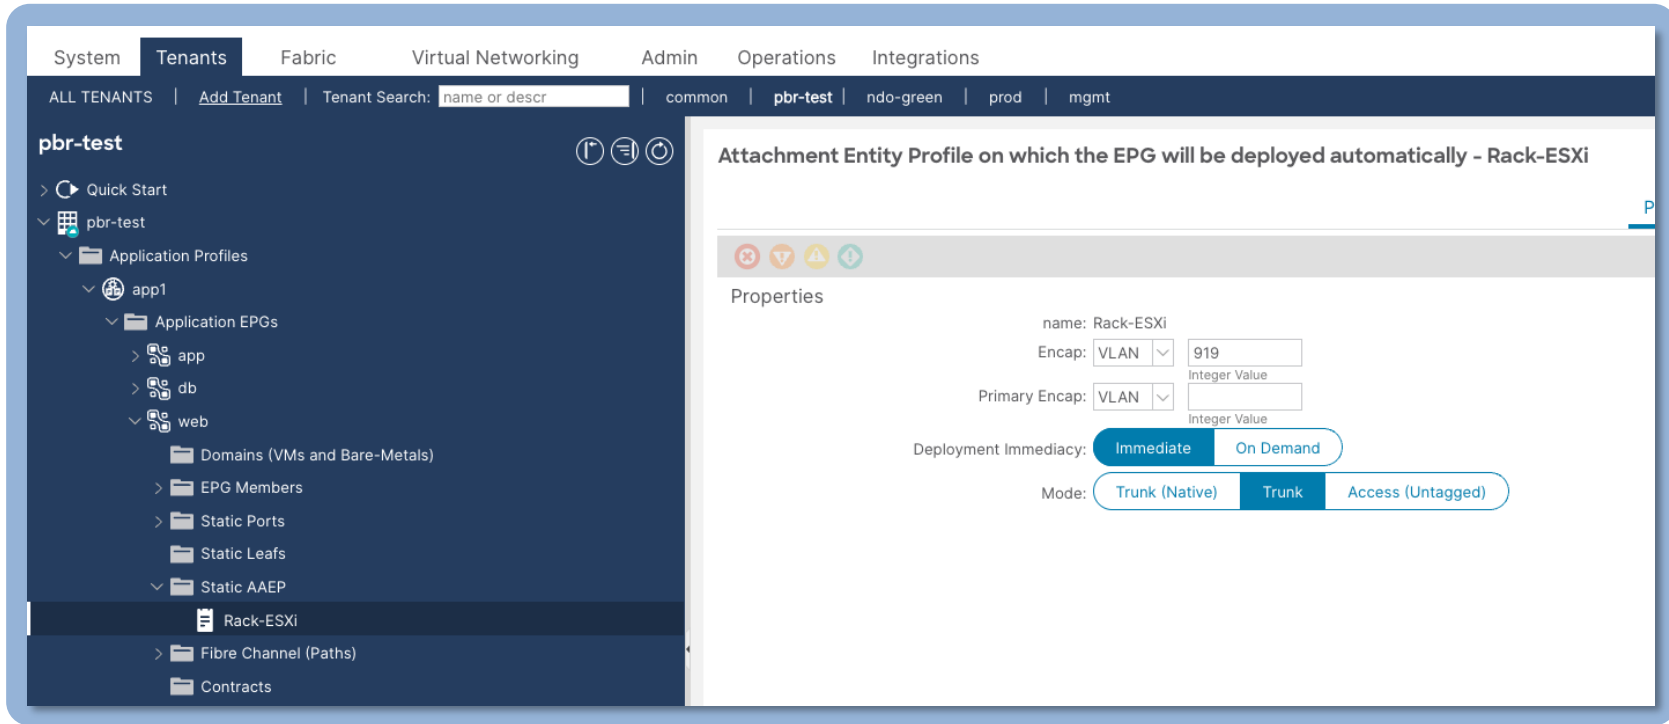 System Tenants Fabric Virtual Networking Admin Operations Integrations
ALL TENANTS | Add Tenant | Tenant Search: name or descr | common | pbr-test | ndo-green | prod | mgmt
pbr-test
Quick Start
pbr-test
Application Profiles
app1
Application EPGs
app
db
web
Domains (VMs and Bare-Metals)
EPG Members
Static Ports
Static Leafs
Static AAEP
Rack-ESXi
Fibre Channel (Paths)
Contracts
Attachment Entity Profile on which the EPG will be deployed automatically - Rack-ESXi
P
Properties
name: Rack-ESXi
Encap: VLAN 919
Integer Value
Primary Encap: VLAN
Integer Value
Deployment Immediacy: Immediate On Demand
Mode: Trunk (Native) Trunk Access (Untagged)